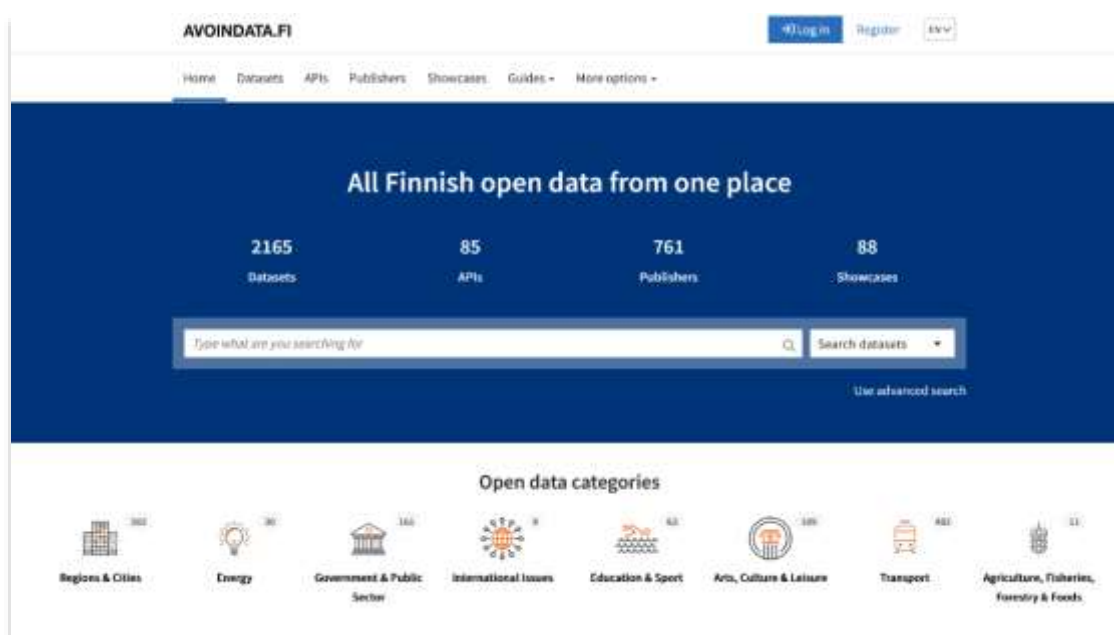 AVOINDATA.FI
Log in Register EN
Home Datasets APIs Publishers Showcases Guides More options
All Finnish open data from one place
2165 85 761 88
Datasets APIs Publishers Showcases
Type what are you searching for Search datasets
Use advanced search
Open data categories
Regions & Cities Energy Government & Public International Issues Education & Sport Arts, Culture & Leisure Transport Agriculture, Fisheries,
Sector Forestry & Foods